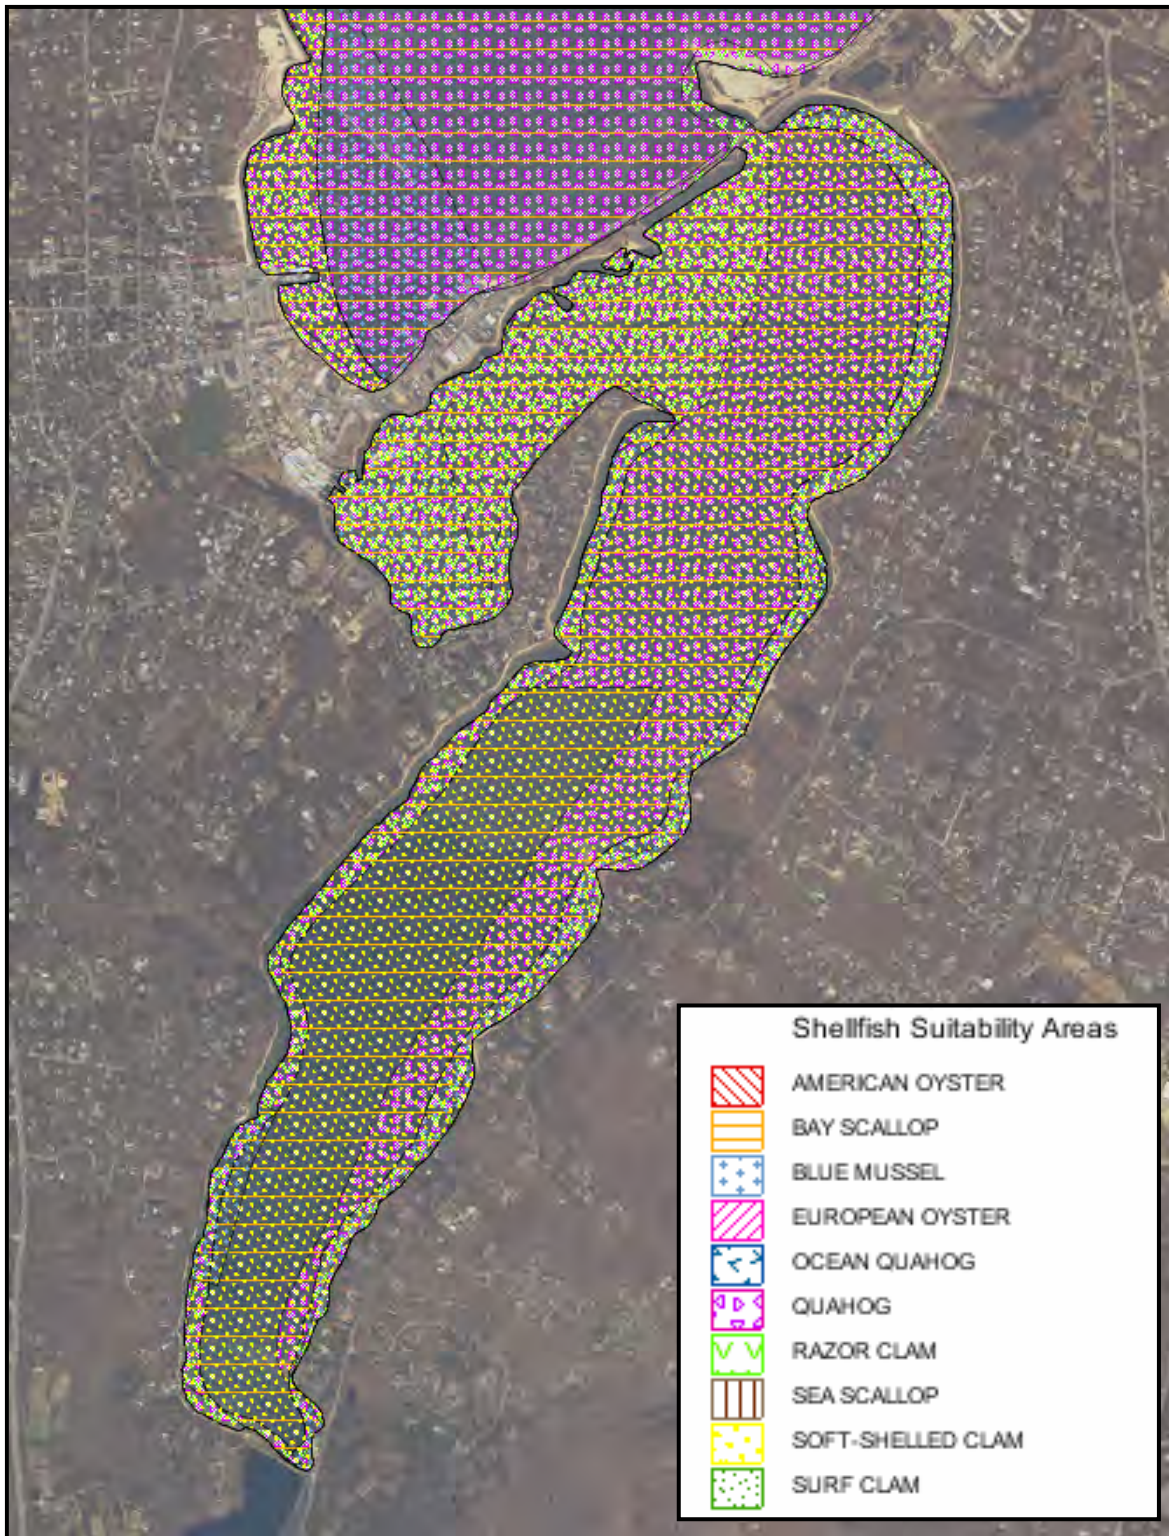 Shellfish Suitability Areas
AMERICAN OYSTER
BAY SCALLOP
BLUE MUSSEL
EUROPEAN OYSTER
OCEAN QUAHOG
QUAHOG
RAZOR CLAM
SEA SCALLOP
SOFT-SHELLED CLAM
SURF CLAM